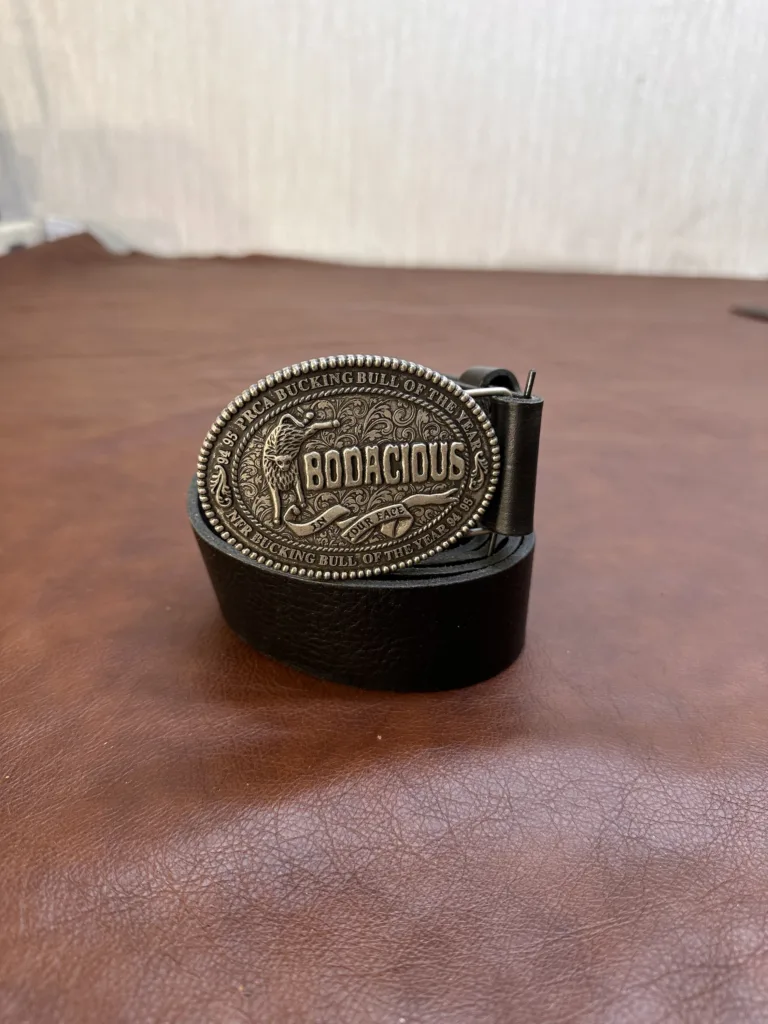 94 95 PRCA BUCKING BULL OF THE YEAR
BODACIOUS
IN YOUR FACE
NFR BUCKING BULL OF THE YEAR 94 95